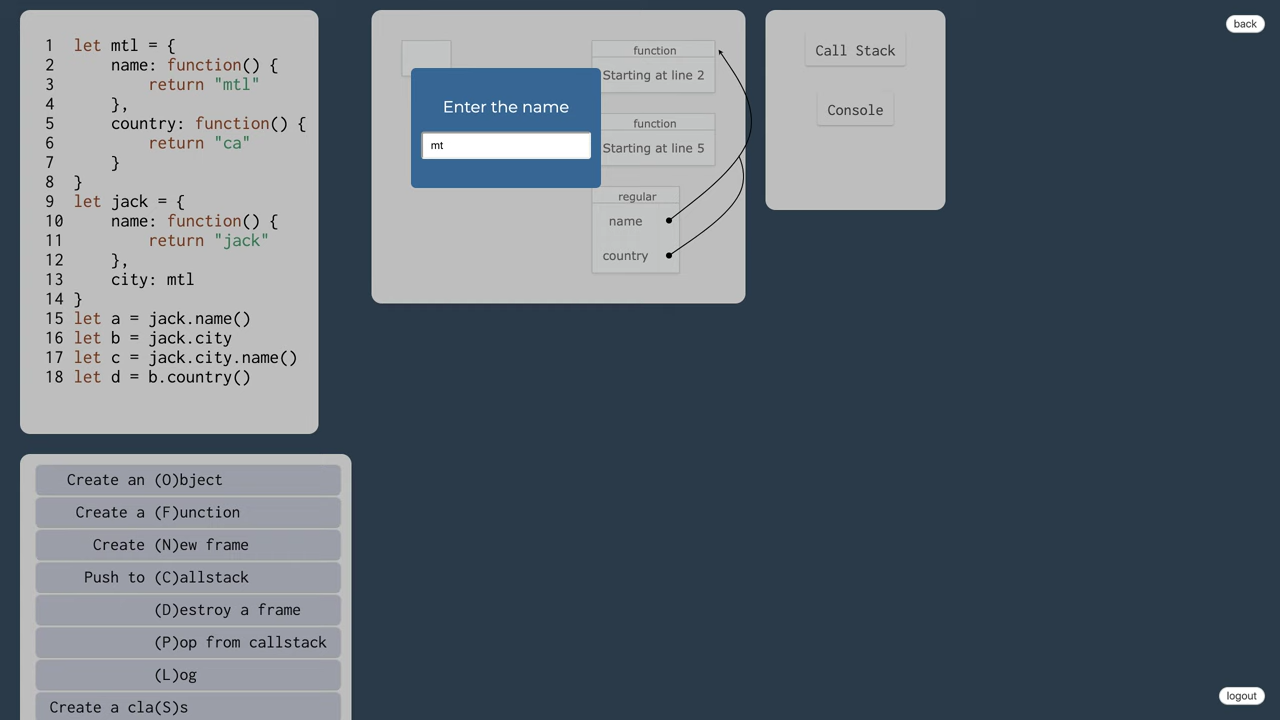 1 let mtl = {
2 name: function() {
3 return "mtl"
4 },
5 country: function() {
6 return "ca"
7 }
8 }
9 let jack = {
10 name: function() {
11 return "jack"
12 },
13 city: mtl
14 }
15 let a = jack.name()
16 let b = jack.city
17 let c = jack.city.name()
18 let d = b.country()
Create an (O)bject
Create a (F)unction
Create (N)ew frame
Push to (C)allstack
(D)estroy a frame
(P)op from callstack
(L)og
Create a cla(S)s
Enter the name
mt
function
Starting at line 2
function
Starting at line 5
regular
name
country
Call Stack
Console
back
logout